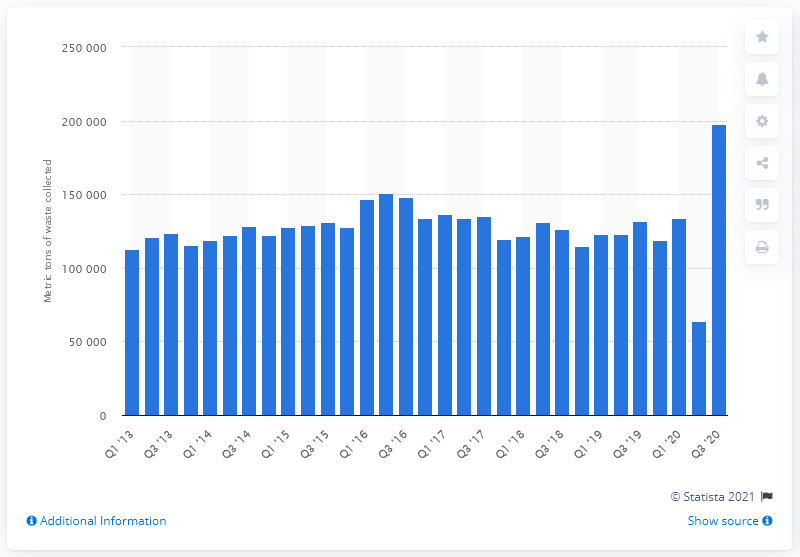 250 000
200 000
150 000
100 000
50 000
0
Metric tons of waste collected
Q1 '13
Q3 '13
Q1 '14
Q3 '14
Q1 '15
Q3 '15
Q1 '16
Q3 '16
Q1 '17
Q3 '17
Q1 '18
Q3 '18
Q1 '19
Q3 '19
Q1 '20
Q3 '20
© Statista 2021
Additional Information
Show source